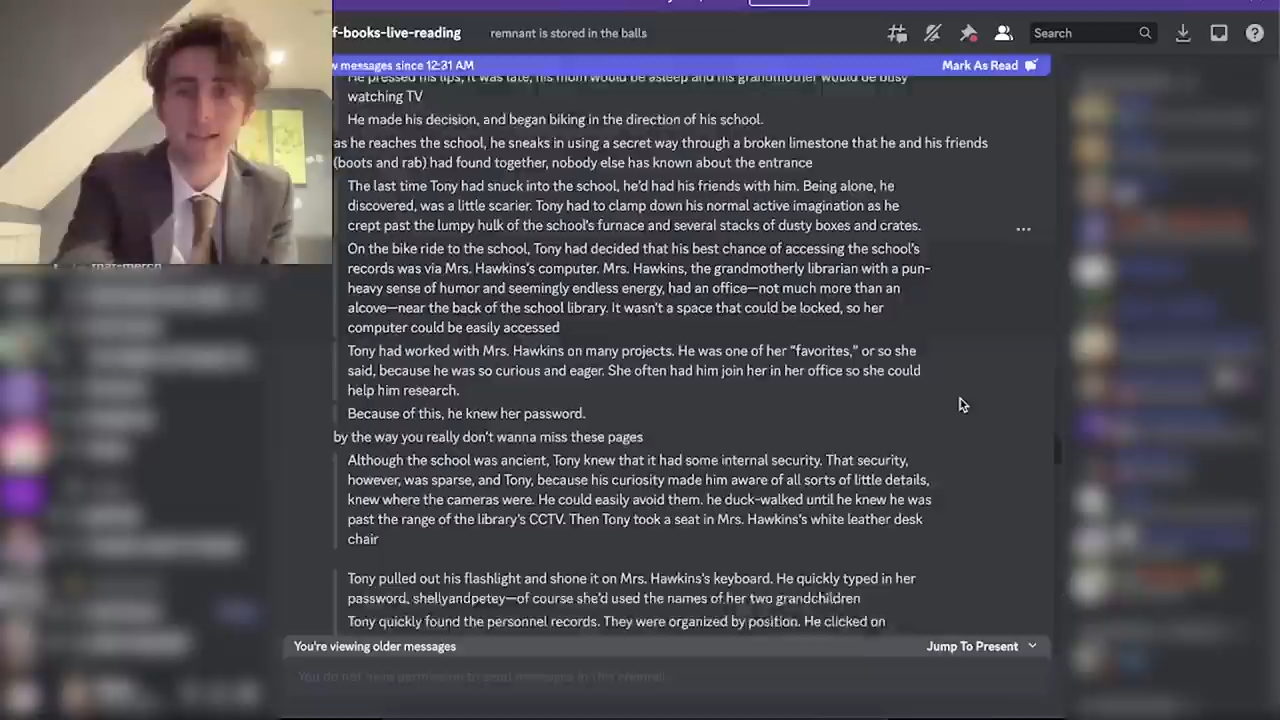 f-books-live-reading
remnant is stored in the balls
Search
w messages since 12:31 AM
Mark As Read
He pressed his lips, it was late, his mom would be asleep and his grandmother would be busy
watching TV
He made his decision, and began biking in the direction of his school.
as he reaches the school, he sneaks in using a secret way through a broken limestone that he and his friends
(boots and rab) had found together, nobody else has known about the entrance
The last time Tony had snuck into the school, he'd had his friends with him. Being alone, he
discovered, was a little scarier. Tony had to clamp down his normal active imagination as he
crept past the lumpy hulk of the school's furnace and several stacks of dusty boxes and crates.
On the bike ride to the school, Tony had decided that his best chance of accessing the school's
records was via Mrs. Hawkins's computer. Mrs. Hawkins, the grandmotherly librarian with a pun-
heavy sense of humor and seemingly endless energy, had an office—not much more than an
alcove—near the back of the school library. It wasn't a space that could be locked, so her
computer could be easily accessed
Tony had worked with Mrs. Hawkins on many projects. He was one of her "favorites," or so she
said, because he was so curious and eager. She often had him join her in her office so she could
help him research.
Because of this, he knew her password.
by the way you really don't wanna miss these pages
Although the school was ancient, Tony knew that it had some internal security. That security,
however, was sparse, and Tony, because his curiosity made him aware of all sorts of little details,
knew where the cameras were. He could easily avoid them. he duck-walked until he knew he was
past the range of the library's CCTV. Then Tony took a seat in Mrs. Hawkins's white leather desk
chair
Tony pulled out his flashlight and shone it on Mrs. Hawkins's keyboard. He quickly typed in her
password, shellyandpetey—of course she'd used the names of her two grandchildren
Tony quickly found the personnel records. They were organized by position. He clicked on
You're viewing older messages
Jump To Present
You do not have permission to send messages in this channel.